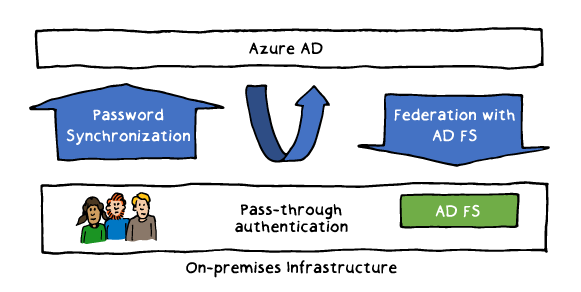 Azure AD
Password
Synchronization
Federation with
AD FS
Pass-through
authentication
AD FS
On-premises Infrastructure